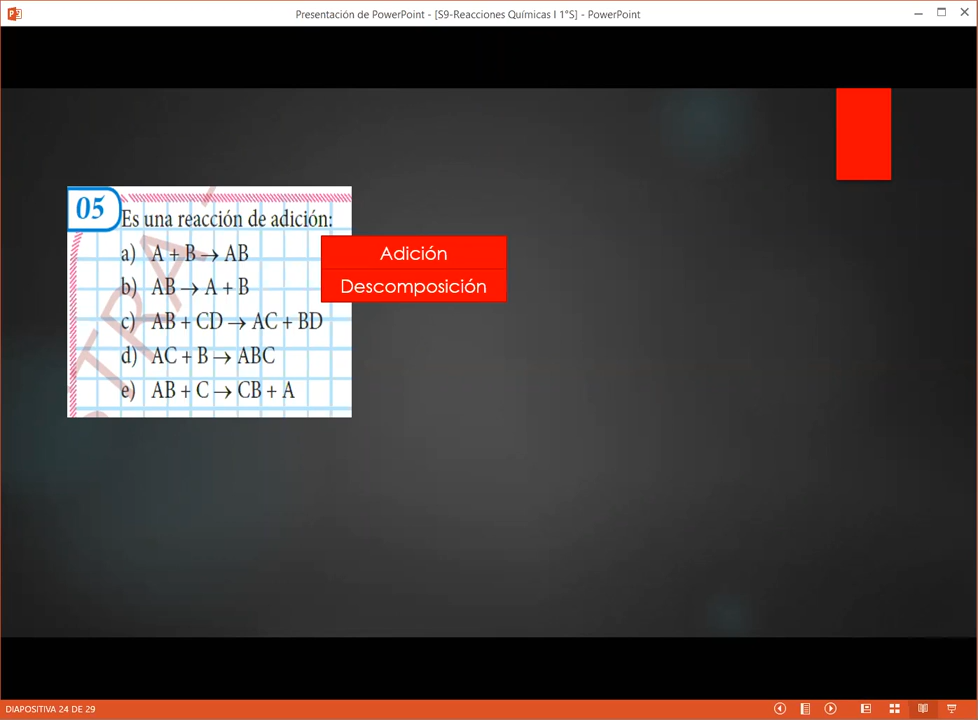 Presentación de PowerPoint - [S9-Reacciones Químicas I 1°S] - PowerPoint
05
Es una reacción de adición:
a) A + B → AB
Adición
b) AB → A + B
Descomposición
c) AB + CD → AC + BD
d) AC + B → ABC
e) AB + C → CB + A
DIAPOSITIVA 24 DE 29